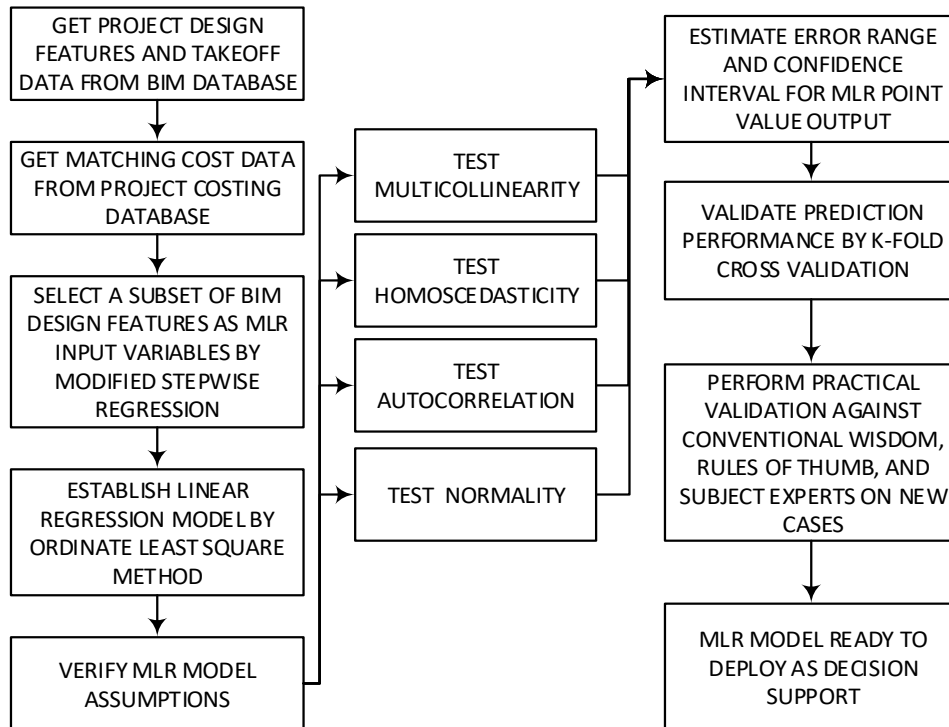 GET PROJECT DESIGN
FEATURES AND TAKEOFF
DATA FROM BIM DATABASE
GET MATCHING COST DATA
FROM PROJECT COSTING
DATABASE
SELECT A SUBSET OF BIM
DESIGN FEATURES AS MLR
INPUT VARIABLES BY
MODIFIED STEPWISE
REGRESSION
ESTABLISH LINEAR
REGRESSION MODEL BY
ORDINATE LEAST SQUARE
METHOD
VERIFY MLR MODEL
ASSUMPTIONS
TEST
MULTICOLLINEARITY
TEST
HOMOSCEDASTICITY
TEST
AUTOCORRELATION
TEST NORMALITY
ESTIMATE ERROR RANGE
AND CONFIDENCE
INTERVAL FOR MLR POINT
VALUE OUTPUT
VALIDATE PREDICTION
PERFORMANCE BY K-FOLD
CROSS VALIDATION
PERFORM PRACTICAL
VALIDATION AGAINST
CONVENTIONAL WISDOM,
RULES OF THUMB, AND
SUBJECT EXPERTS ON NEW
CASES
MLR MODEL READY TO
DEPLOY AS DECISION
SUPPORT